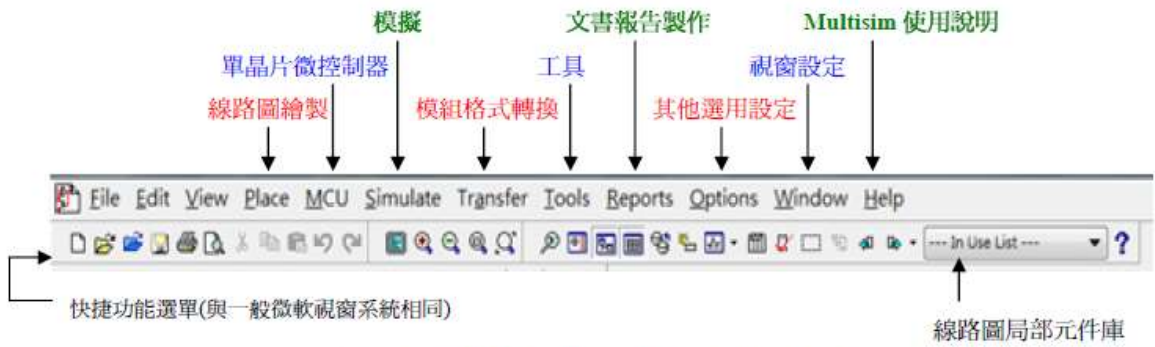 模擬 文書報告製作 Multisim 使用說明
單晶片微控制器 工具 視窗設定
線路圖繪製 模組格式轉換 其他選用設定
File Edit View Place MCU Simulate Transfer Tools Reports Options Window Help
--- In Use List --- ?
快捷功能選單(與一般微軟視窗系統相同)
線路圖局部元件庫